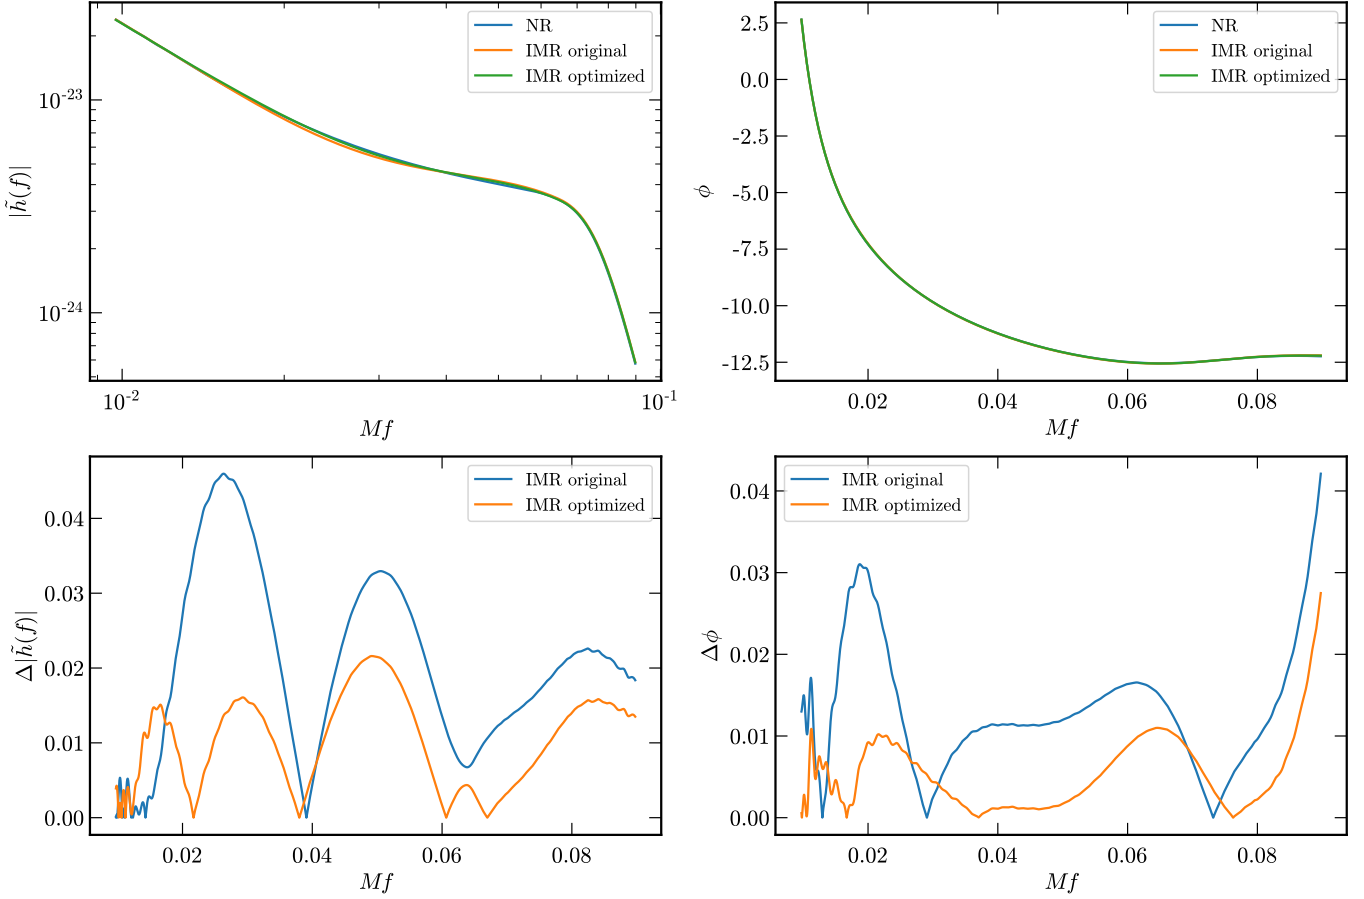 NR
IMR original
IMR optimized
10⁻²³
10⁻²⁴
|h̃(f)|
10⁻²
10⁻¹
Mf
NR
IMR original
IMR optimized
2.5
0.0
-2.5
-5.0
-7.5
-10.0
-12.5
ϕ
0.02
0.04
0.06
0.08
Mf
IMR original
IMR optimized
0.04
0.03
0.02
0.01
0.00
Δ|h̃(f)|
0.02
0.04
0.06
0.08
Mf
IMR original
IMR optimized
0.04
0.03
0.02
0.01
0.00
Δϕ
0.02
0.04
0.06
0.08
Mf